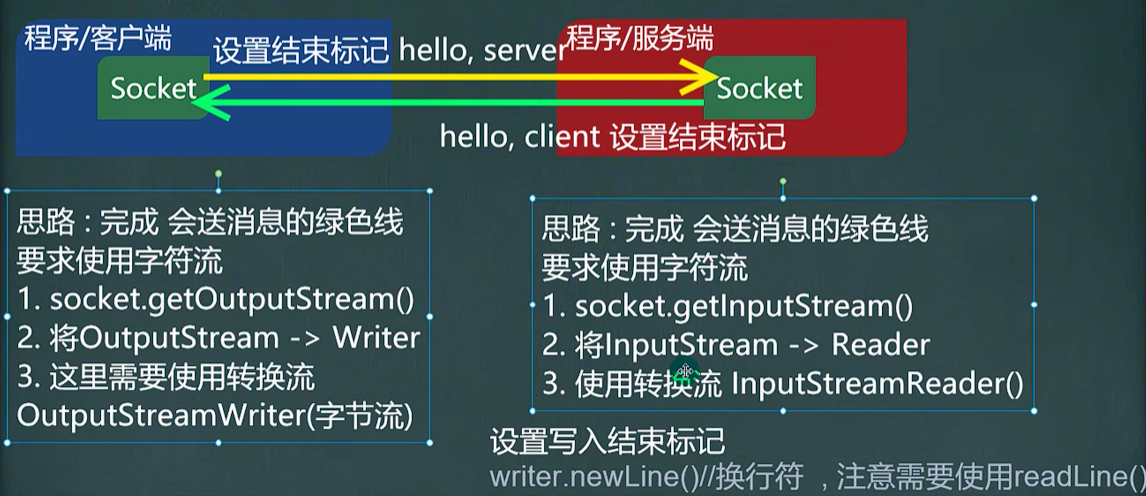 程序/客户端
设置结束标记 hello, server
程序/服务端
Socket
Socket
hello, client 设置结束标记
思路 : 完成 会送消息的绿色线
要求使用字符流
1. socket.getOutputStream()
2. 将OutputStream -> Writer
3. 这里需要使用转换流
OutputStreamWriter(字节流)
思路 : 完成 会送消息的绿色线
要求使用字符流
1. socket.getInputStream()
2. 将InputStream -> Reader
3. 使用转换流 InputStreamReader()
设置写入结束标记
writer.newLine()//换行符 , 注意需要使用readLine()